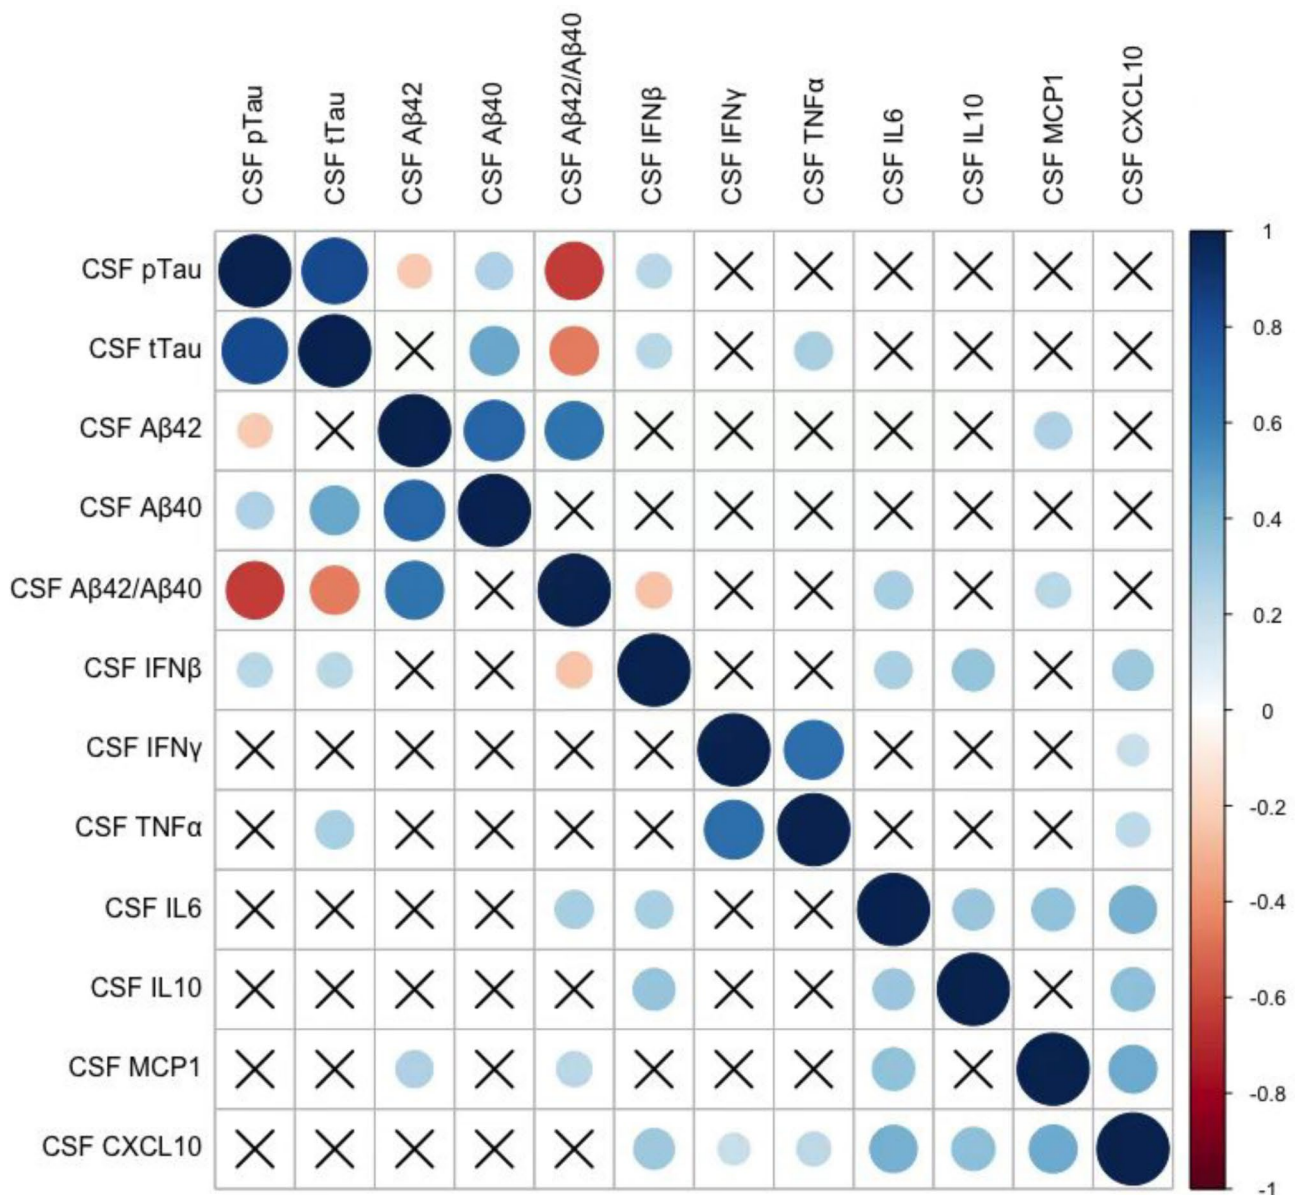 CSF pTau
CSF tTau
CSF Aβ42
CSF Aβ40
CSF Aβ42/Aβ40
CSF IFNβ
CSF IFNγ
CSF TNFα
CSF IL6
CSF IL10
CSF MCP1
CSF CXCL10
CSF pTau
CSF tTau
CSF Aβ42
CSF Aβ40
CSF Aβ42/Aβ40
CSF IFNβ
CSF IFNγ
CSF TNFα
CSF IL6
CSF IL10
CSF MCP1
CSF CXCL10
1
0.8
0.6
0.4
0.2
0
-0.2
-0.4
-0.6
-0.8
-1